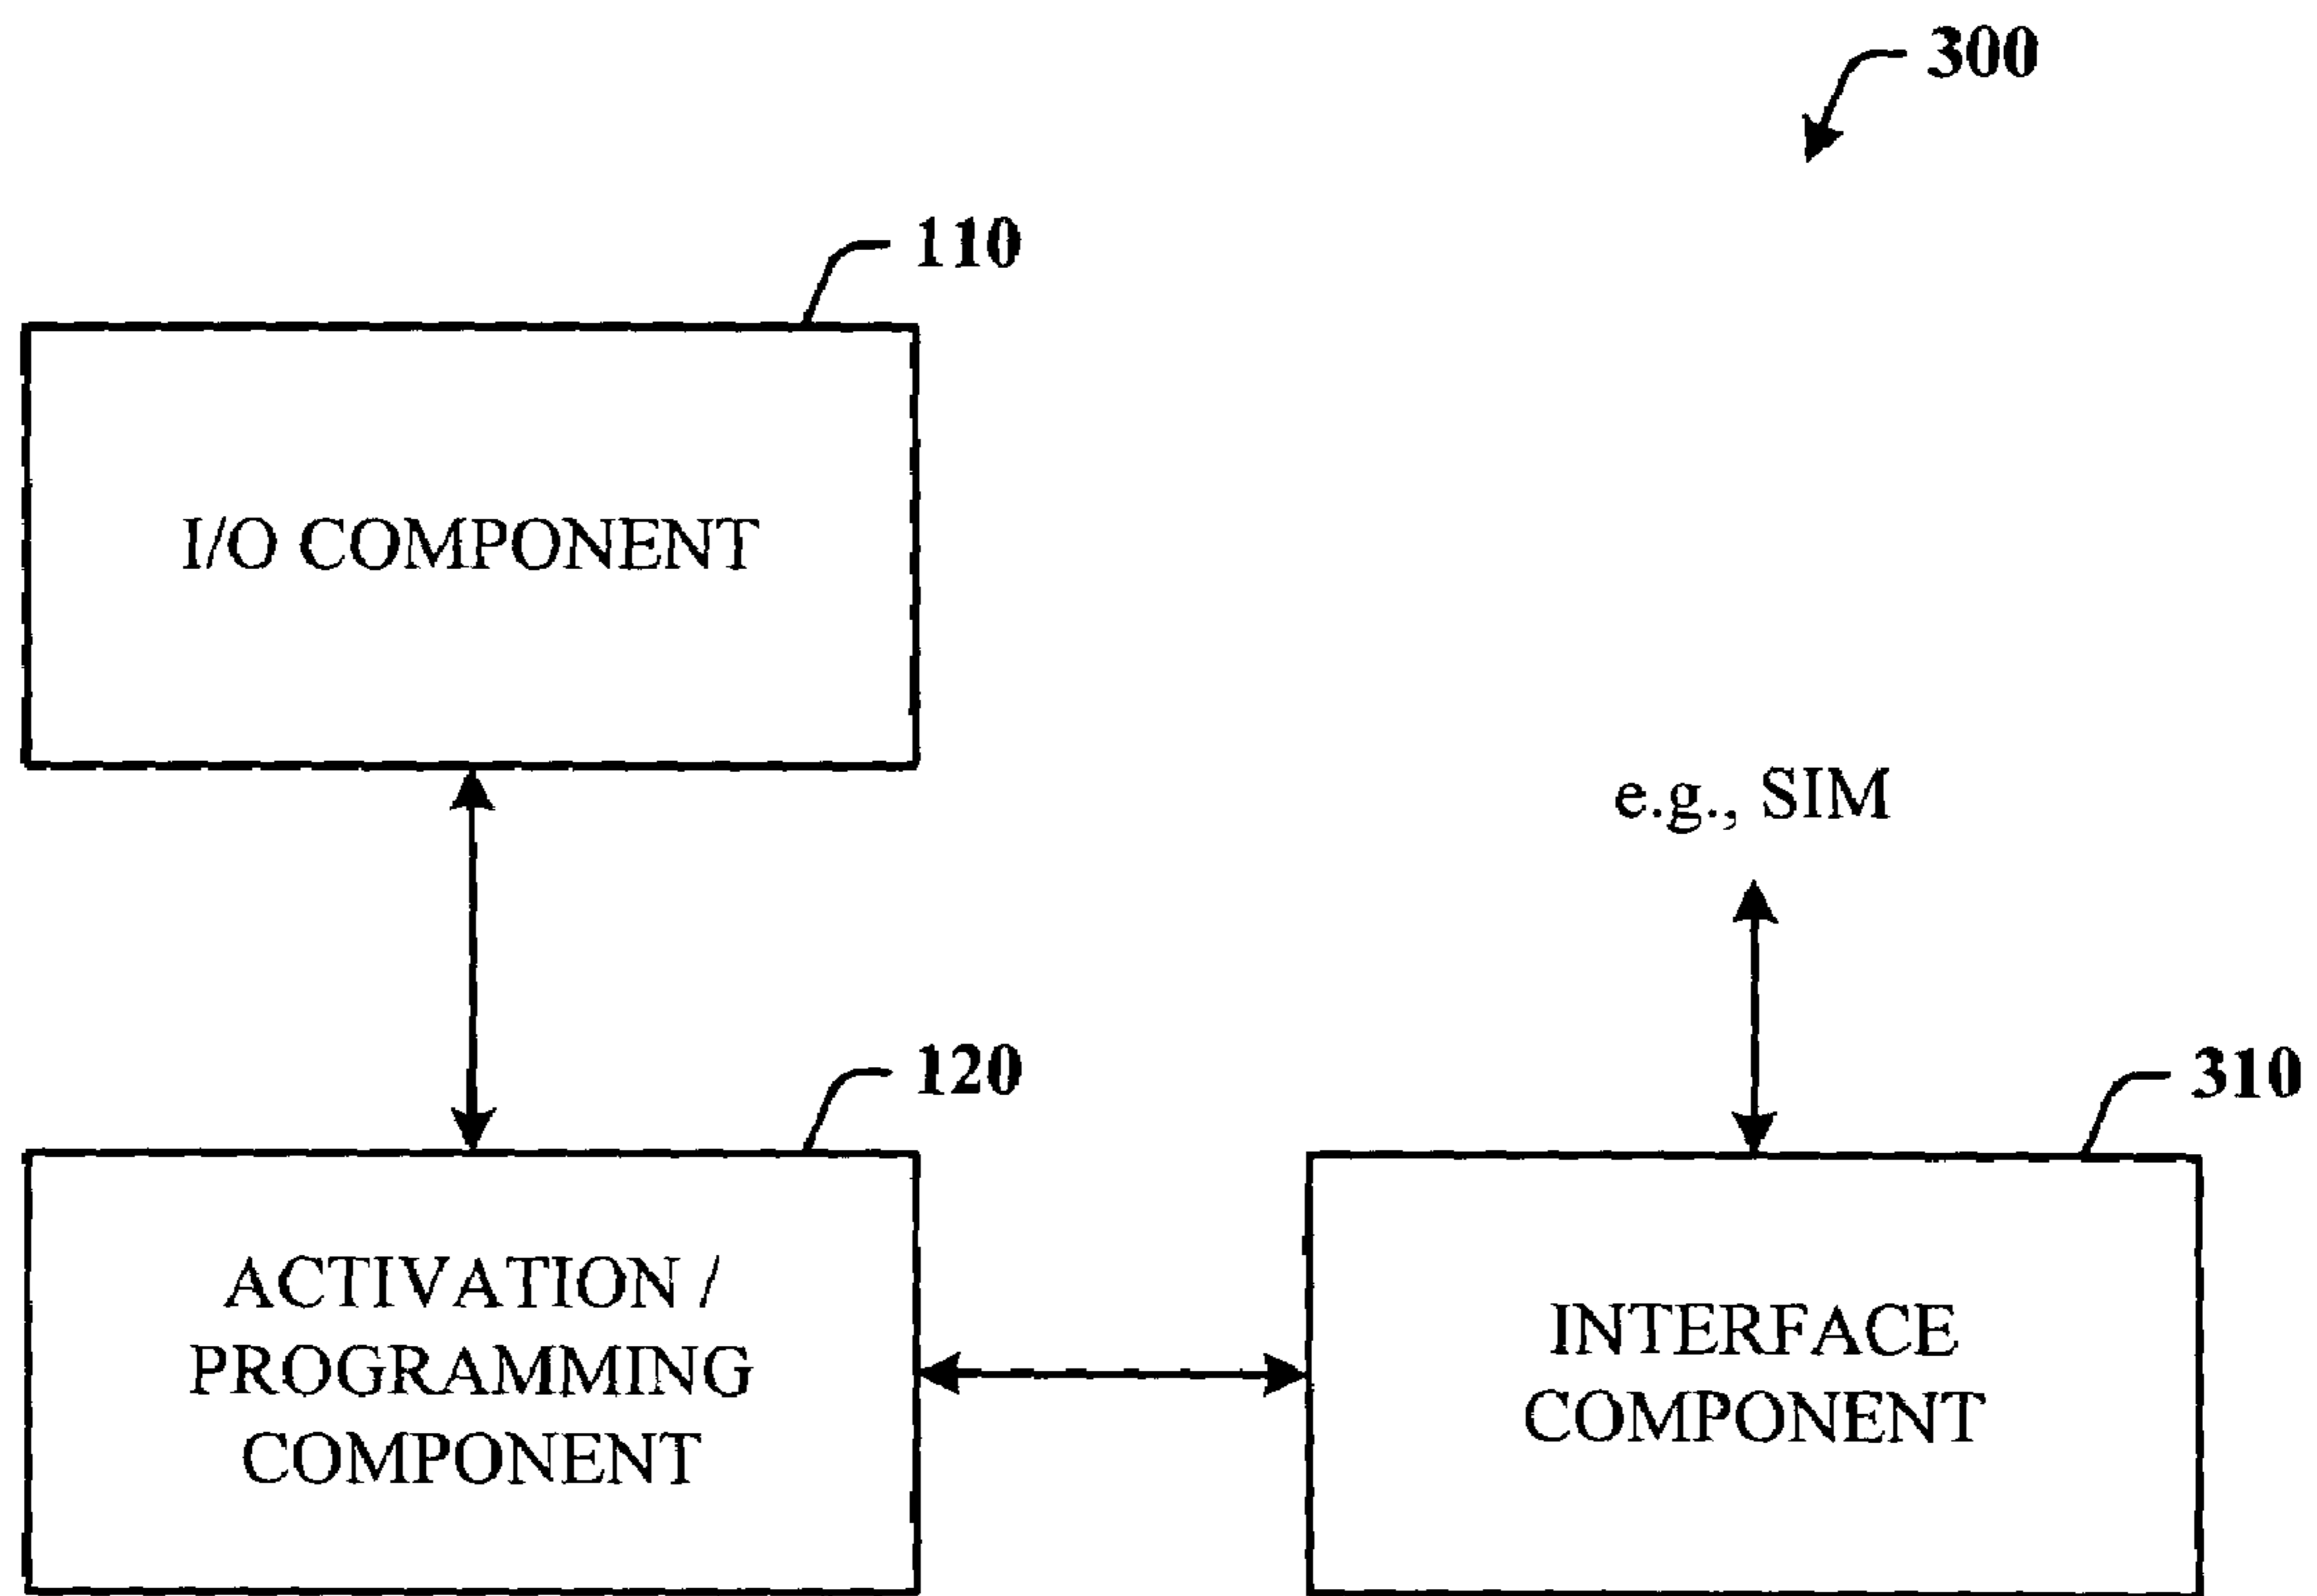 300
110
I/O COMPONENT
e.g., SIM
120
310
ACTIVATION /
PROGRAMMING
COMPONENT
INTERFACE
COMPONENT